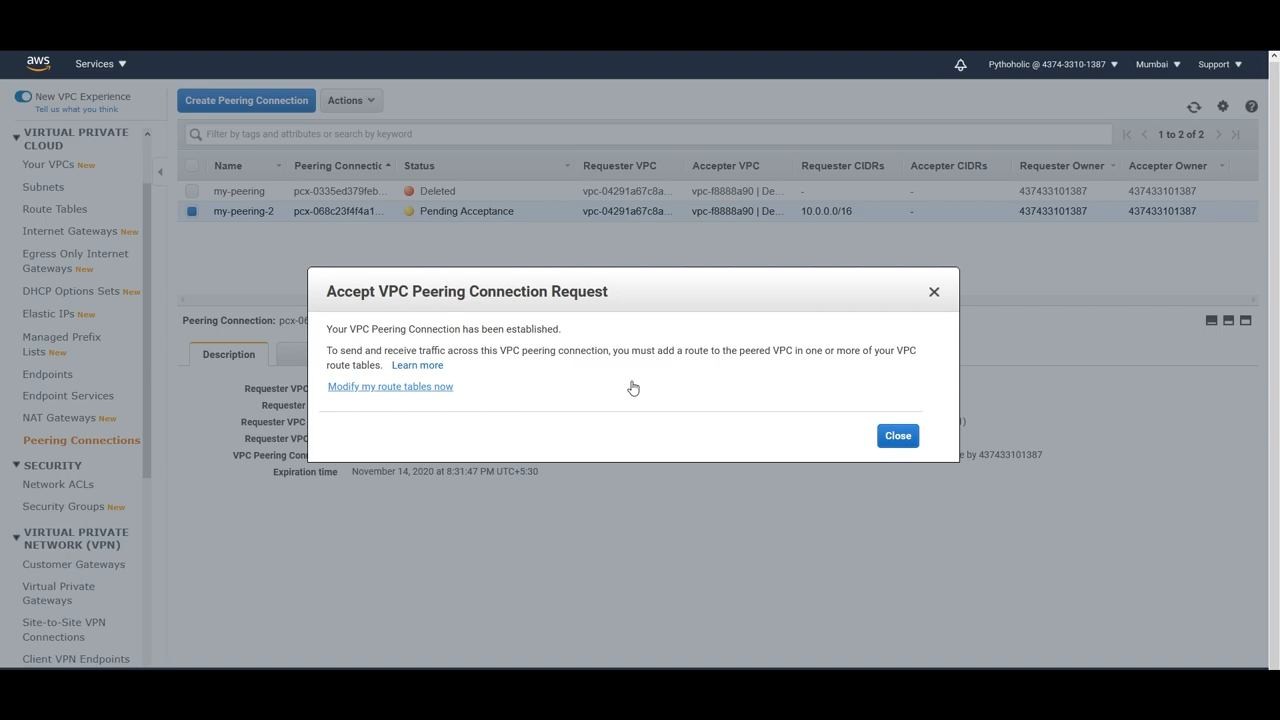 aws
Services
Pythoholic @ 4374-3310-1387
Mumbai
Support
New VPC Experience
Tell us what you think
VIRTUAL PRIVATE
CLOUD
Your VPCs New
Subnets
Route Tables
Internet Gateways New
Egress Only Internet
Gateways New
DHCP Options Sets New
Elastic IPs New
Managed Prefix
Lists New
Endpoints
Endpoint Services
NAT Gateways New
Peering Connections
SECURITY
Network ACLs
Security Groups New
VIRTUAL PRIVATE
NETWORK (VPN)
Customer Gateways
Virtual Private
Gateways
Site-to-Site VPN
Connections
Client VPN Endpoints
Create Peering Connection
Actions
Filter by tags and attributes or search by keyword
1 to 2 of 2
Name Peering Connectic Status Requester VPC Accepter VPC Requester CIDRs Accepter CIDRs Requester Owner Accepter Owner
my-peering pcx-0335ed379feb... Deleted vpc-04291a67c8a... vpc-f8888a90 | De... - - 437433101387 437433101387
my-peering-2 pcx-068c23f4f4a1... Pending Acceptance vpc-04291a67c8a... vpc-f8888a90 | De... 10.0.0.0/16 - 437433101387 437433101387
Accept VPC Peering Connection Request
Your VPC Peering Connection has been established.
To send and receive traffic across this VPC peering connection, you must add a route to the peered VPC in one or more of your VPC
route tables. Learn more
Modify my route tables now
Close
Peering Connection: pcx-06
Description
Requester VPC
Requester
Requester VPC
Requester VPC
VPC Peering Conn
e by 437433101387
Expiration time November 14, 2020 at 8:31:47 PM UTC+5:30